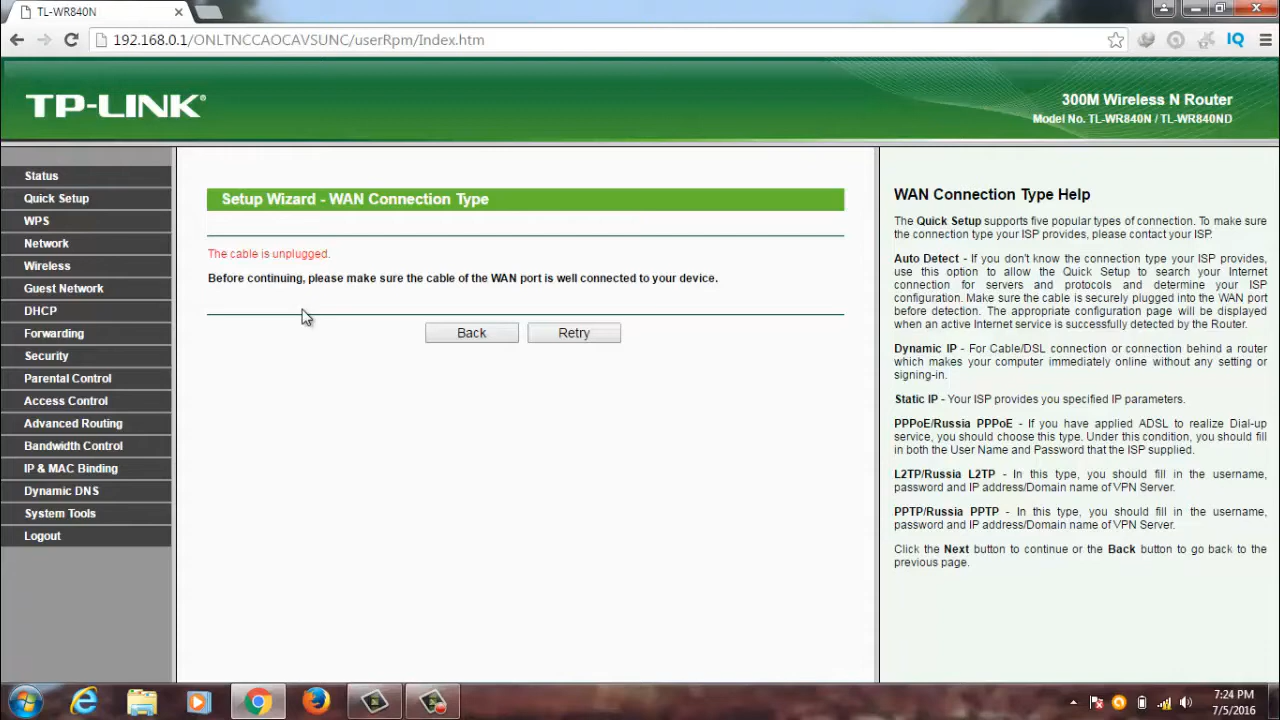 TL-WR840N
192.168.0.1/ONLTNCCAOCAVSUNC/userRpm/Index.htm
IQ
TP-LINK®
300M Wireless N Router
Model No. TL-WR840N / TL-WR840ND
Status
Quick Setup
WPS
Network
Wireless
Guest Network
DHCP
Forwarding
Security
Parental Control
Access Control
Advanced Routing
Bandwidth Control
IP & MAC Binding
Dynamic DNS
System Tools
Logout
Setup Wizard - WAN Connection Type
The cable is unplugged.
Before continuing, please make sure the cable of the WAN port is well connected to your device.
Back
Retry
WAN Connection Type Help
The Quick Setup supports five popular types of connection. To make sure
the connection type your ISP provides, please contact your ISP.
Auto Detect - If you don't know the connection type your ISP provides,
use this option to allow the Quick Setup to search your Internet
connection for servers and protocols and determine your ISP
configuration. Make sure the cable is securely plugged into the WAN port
before detection. The appropriate configuration page will be displayed
when an active Internet service is successfully detected by the Router.
Dynamic IP - For Cable/DSL connection or connection behind a router
which makes your computer immediately online without any setting or
signing-in.
Static IP - Your ISP provides you specified IP parameters.
PPPoE/Russia PPPoE - If you have applied ADSL to realize Dial-up
service, you should choose this type. Under this condition, you should fill
in both the User Name and Password that the ISP supplied.
L2TP/Russia L2TP - In this type, you should fill in the username,
password and IP address/Domain name of VPN Server.
PPTP/Russia PPTP - In this type, you should fill in the username,
password and IP address/Domain name of VPN Server.
Click the Next button to continue or the Back button to go back to the
previous page.
7:24 PM
7/5/2016